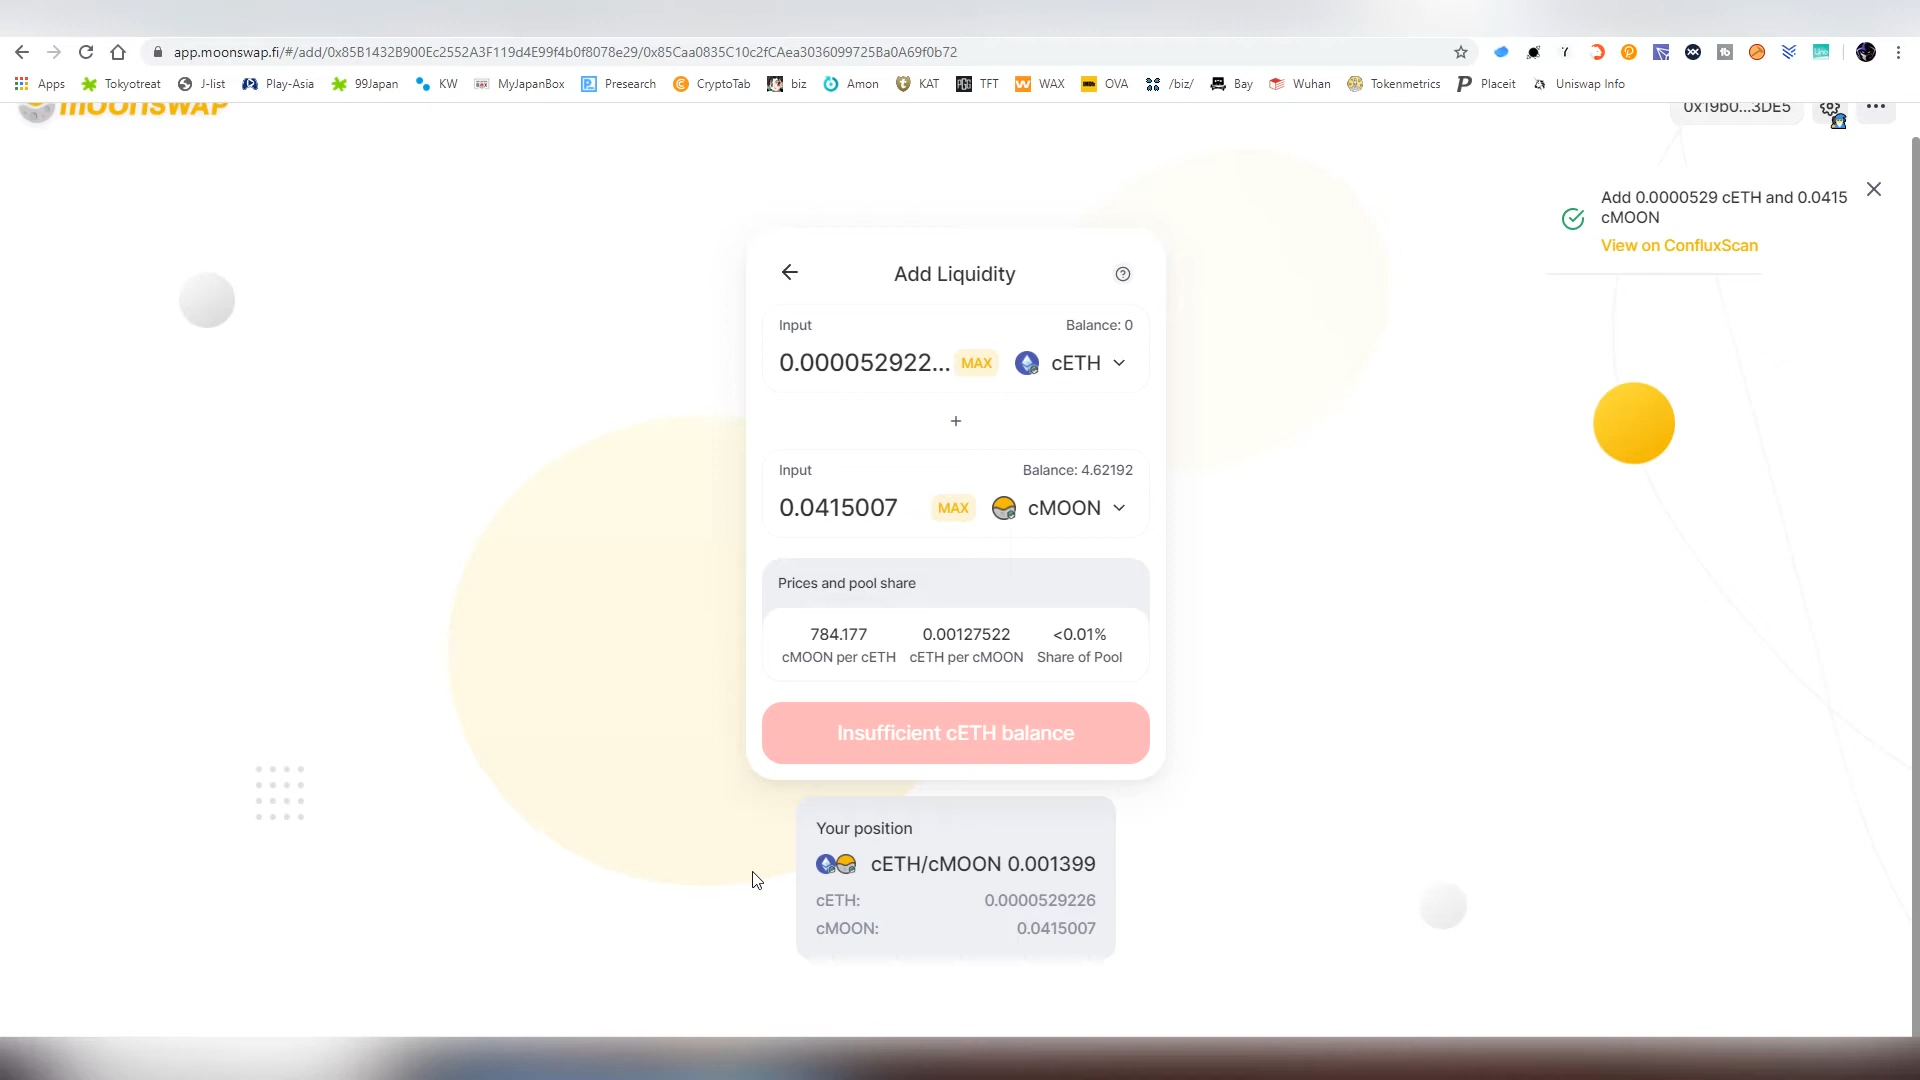 app.moonswap.fi/#/add/0x85B1432B900Ec2552A3F119d4E99f4b0f8078e29/0x85Caa0835C10c2fCAea3036099725Ba0A69f0b72
Apps Tokyotreat J-list Play-Asia 99Japan KW MyJapanBox Presearch CryptoTab biz Amon KAT TFT WAX OVA /biz/ Bay Wuhan Tokenmetrics Placeit Uniswap Info
moonswap
0x19b0...3DE5
Add 0.0000529 cETH and 0.0415
cMOON
View on ConfluxScan
Add Liquidity
Input Balance: 0
0.000052922... MAX cETH
+
Input Balance: 4.62192
0.0415007 MAX cMOON
Prices and pool share
784.177 0.00127522 <0.01%
cMOON per cETH cETH per cMOON Share of Pool
Insufficient cETH balance
Your position
cETH/cMOON 0.001399
cETH: 0.0000529226
cMOON: 0.0415007